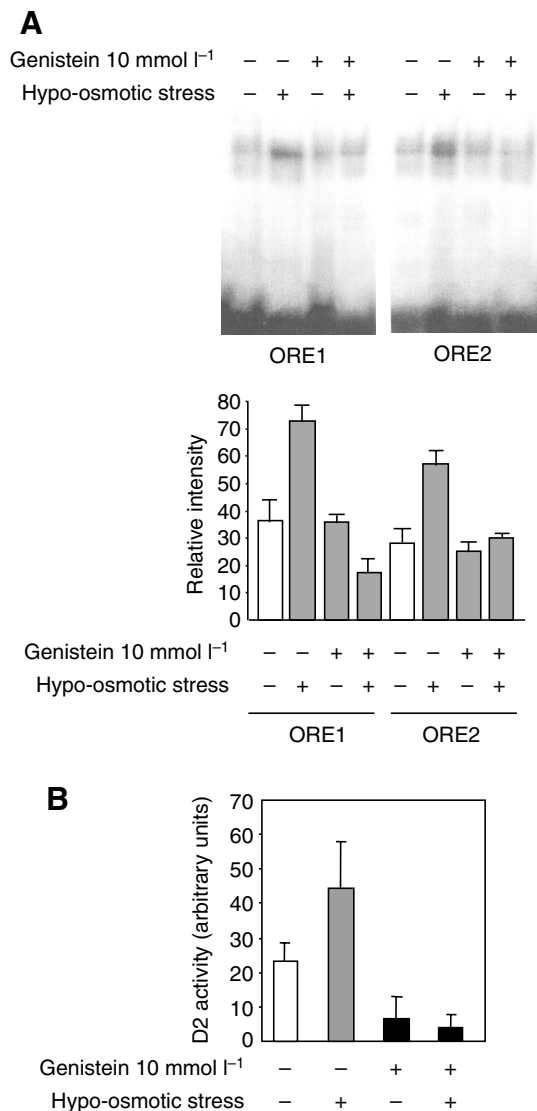 A
Genistein 10 mmol l⁻¹ – – + + – – + +
Hypo-osmotic stress – + – + – + – +
ORE1 ORE2
Relative intensity
80
70
60
50
40
30
20
10
0
Genistein 10 mmol l⁻¹ – – + + – – + +
Hypo-osmotic stress – + – + – + – +
ORE1 ORE2
B
D2 activity (arbitrary units)
70
60
50
40
30
20
10
0
Genistein 10 mmol l⁻¹ – – + +
Hypo-osmotic stress – + – +